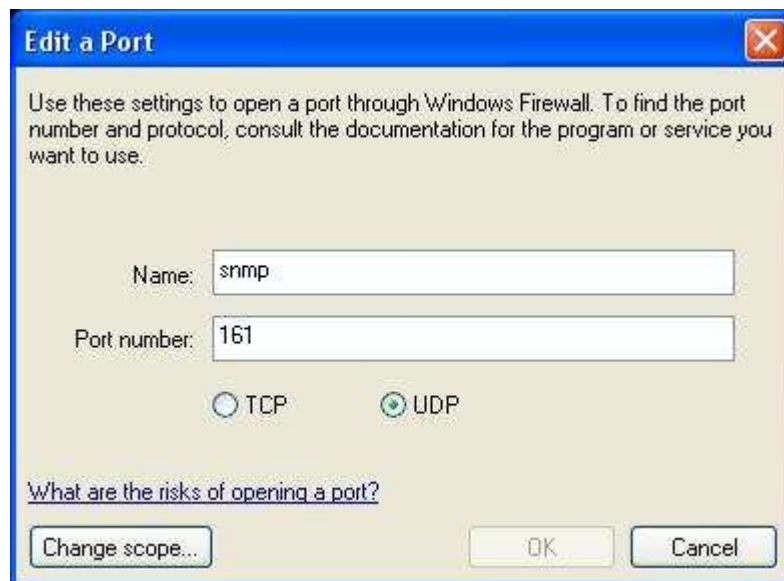 Edit a Port
Use these settings to open a port through Windows Firewall. To find the port
number and protocol, consult the documentation for the program or service you
want to use.
Name: snmp
Port number: 161
TCP UDP
What are the risks of opening a port?
Change scope... OK Cancel